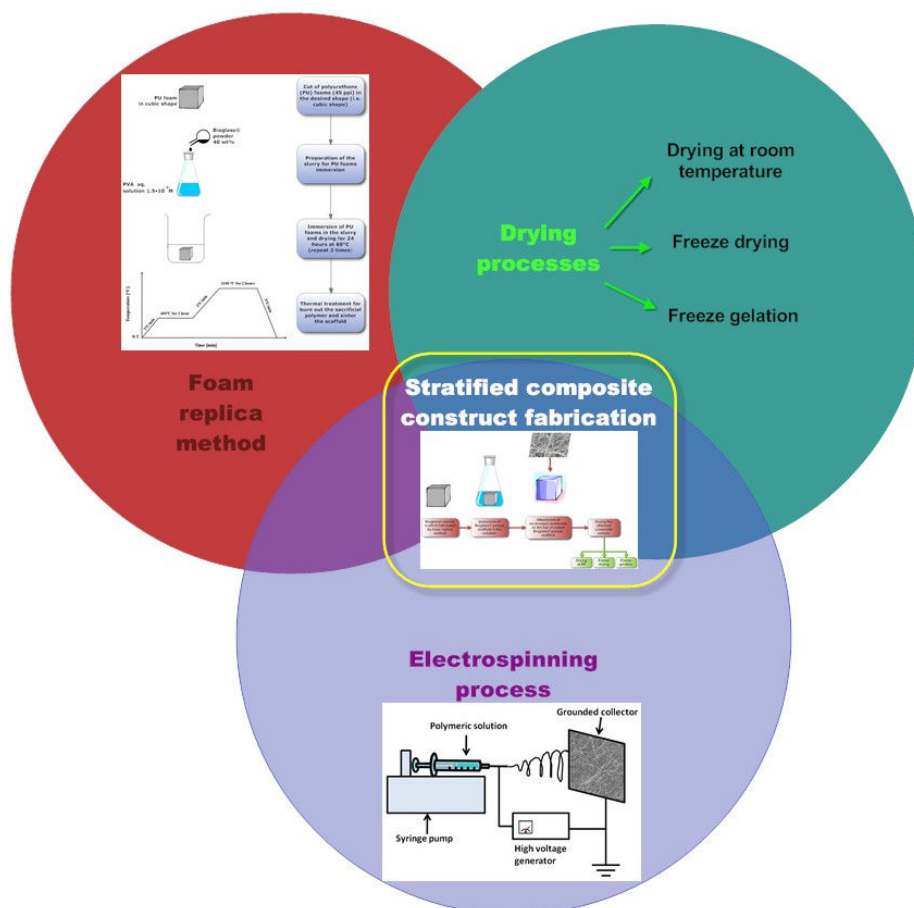 PU foam
in cubic shape
Cut of polyurethane
(PU) foams (45 ppi) in
the desired shape (i.e.
cubic shape)
Bioglass®
powder
40 wt%
PVA aq.
Preparation of the
slurry for PU foams
immersion
Immersion of PU
foams in the slurry
and drying for 24
hours at 60°C
(repeat 3 times)
Thermal treatment for
burn out the sacrificial
polymer and sinter
the scaffold
Temperature [°C]
Time [min]
Foam
replica
method
Drying
processes
Drying at room
temperature
Freeze drying
Freeze gelation
Stratified composite
construct fabrication
Electrospinning
process
Polymeric solution
Grounded collector
Syringe pump
High voltage
generator